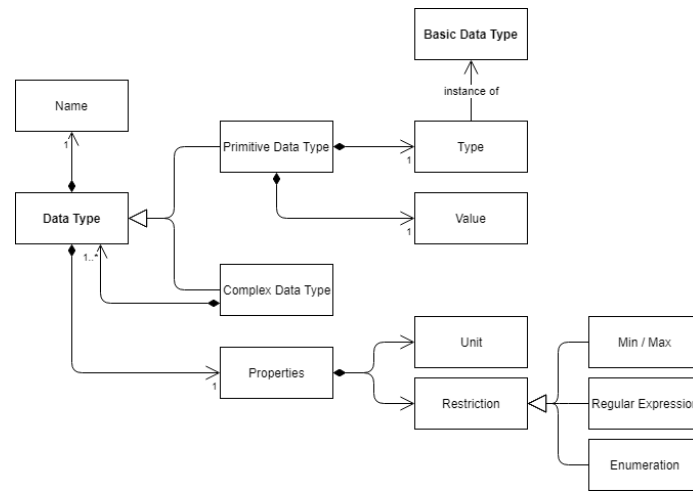 Basic Data Type
instance of
Name
1
Primitive Data Type
1
Type
Data Type
1
Value
1..*
Complex Data Type
Unit
Min / Max
1
Properties
Restriction
Regular Expression
Enumeration